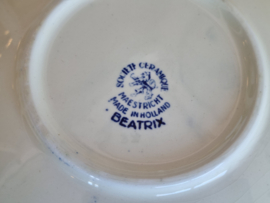 SOCIETE CERAMIQUE
MAESTRICHT
MADE IN HOLLAND
BEATRIX